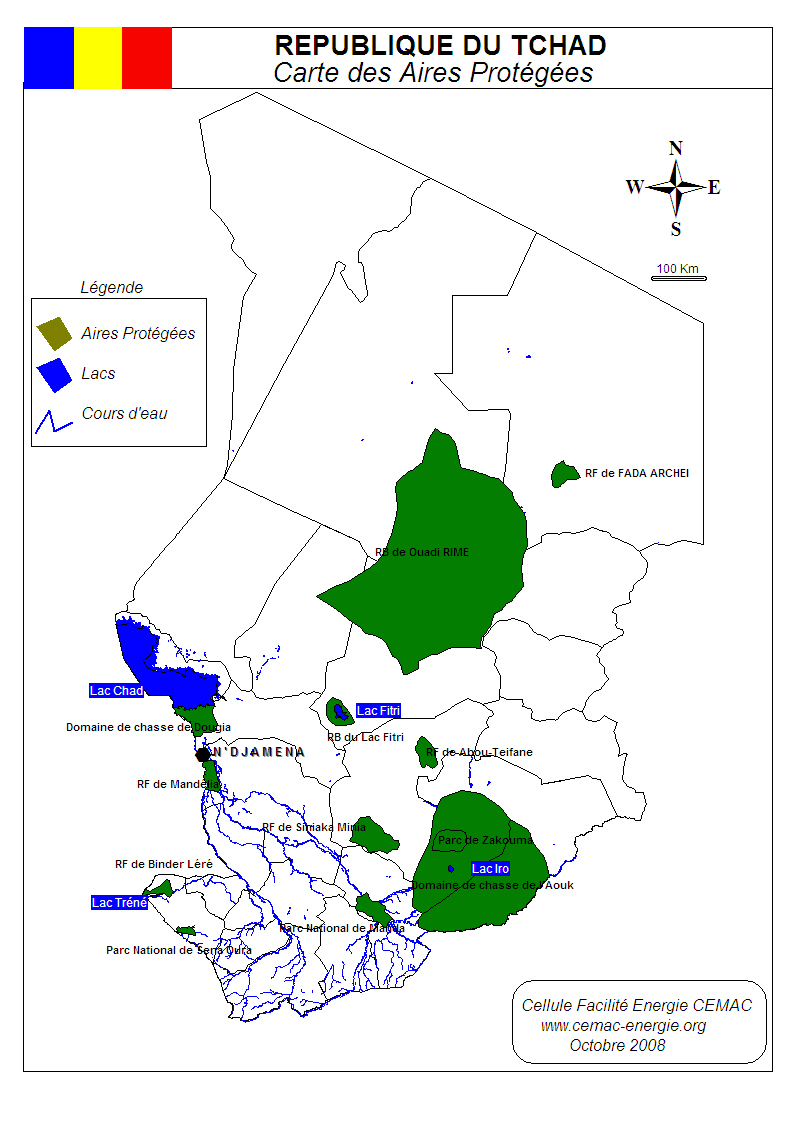 REPUBLIQUE DU TCHAD
Carte des Aires Protégées
N
W E
S
100 Km
Légende
Aires Protégées
Lacs
Cours d'eau
RF de FADA ARCHEI
RB de Ouadi RIME
Lac Chad
Lac Fitri
Domaine de chasse de Dougia
RB du Lac Fitri
N'DJAMENA
RF de Abou-Teifane
RF de Mandélia
RF de Siniaka Minia
Parc de Zakouma
RF de Binder Léré
Lac Iro
Domaine de chasse de l'Aouk
Lac Tréné
Parc National de Manda
Parc National de Sena Oura
Cellule Facilité Energie CEMAC
www.cemac-energie.org
Octobre 2008